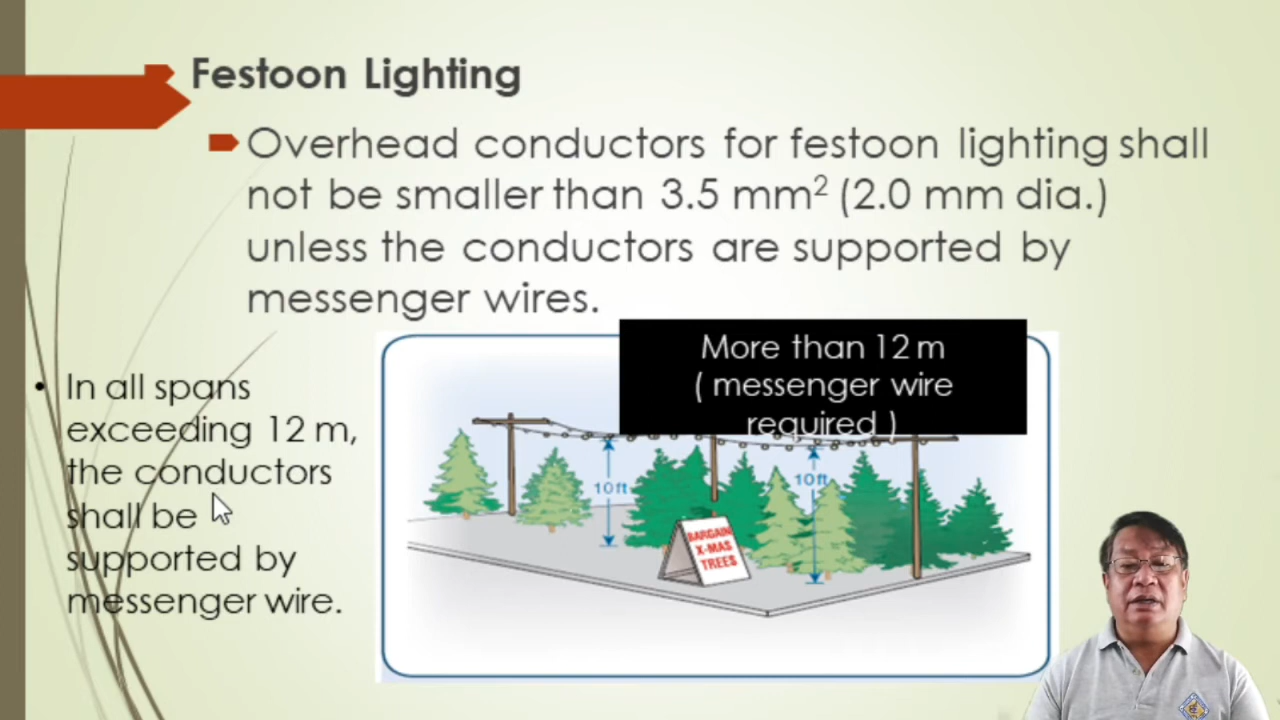 Festoon Lighting
Overhead conductors for festoon lighting shall
not be smaller than 3.5 mm² (2.0 mm dia.)
unless the conductors are supported by
messenger wires.
More than 12 m
( messenger wire
required )
In all spans
exceeding 12 m,
the conductors
shall be
supported by
messenger wire.
10 ft
10 ft
BARGAIN
X-MAS
TREES